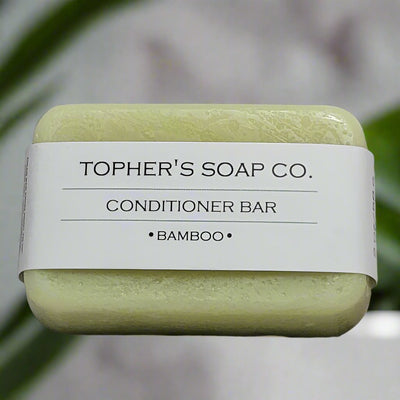 TOPHER'S SOAP CO.
CONDITIONER BAR
•BAMBOO•